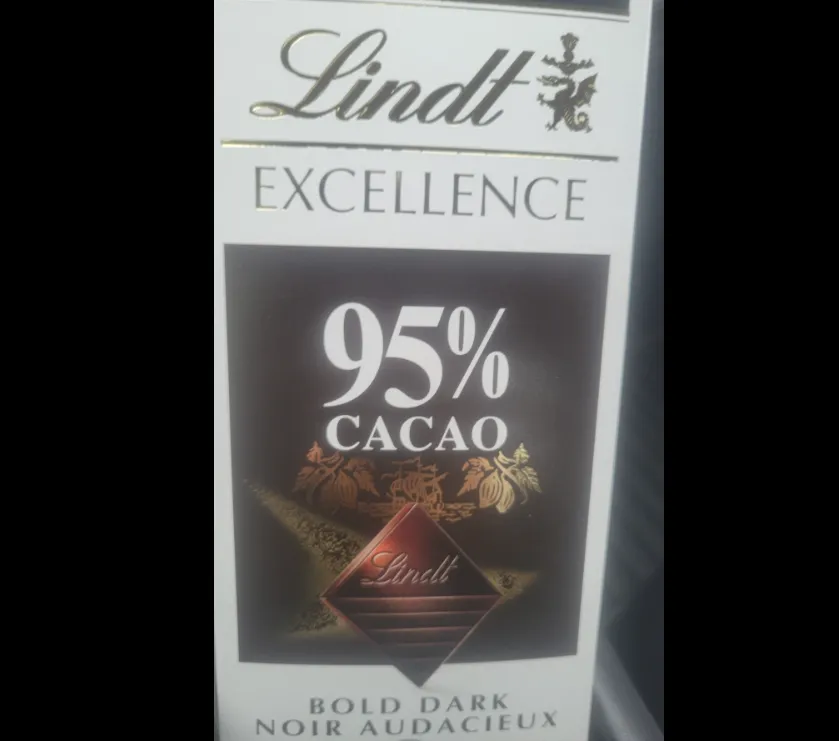 Lindt
EXCELLENCE
95%
CACAO
Lindt
BOLD DARK
NOIR AUDACIEUX